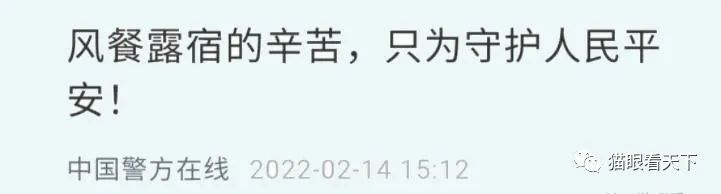 风餐露宿的辛苦，只为守护人民平
安！
中国警方在线 2022-02-14 15:12
猫眼看天下